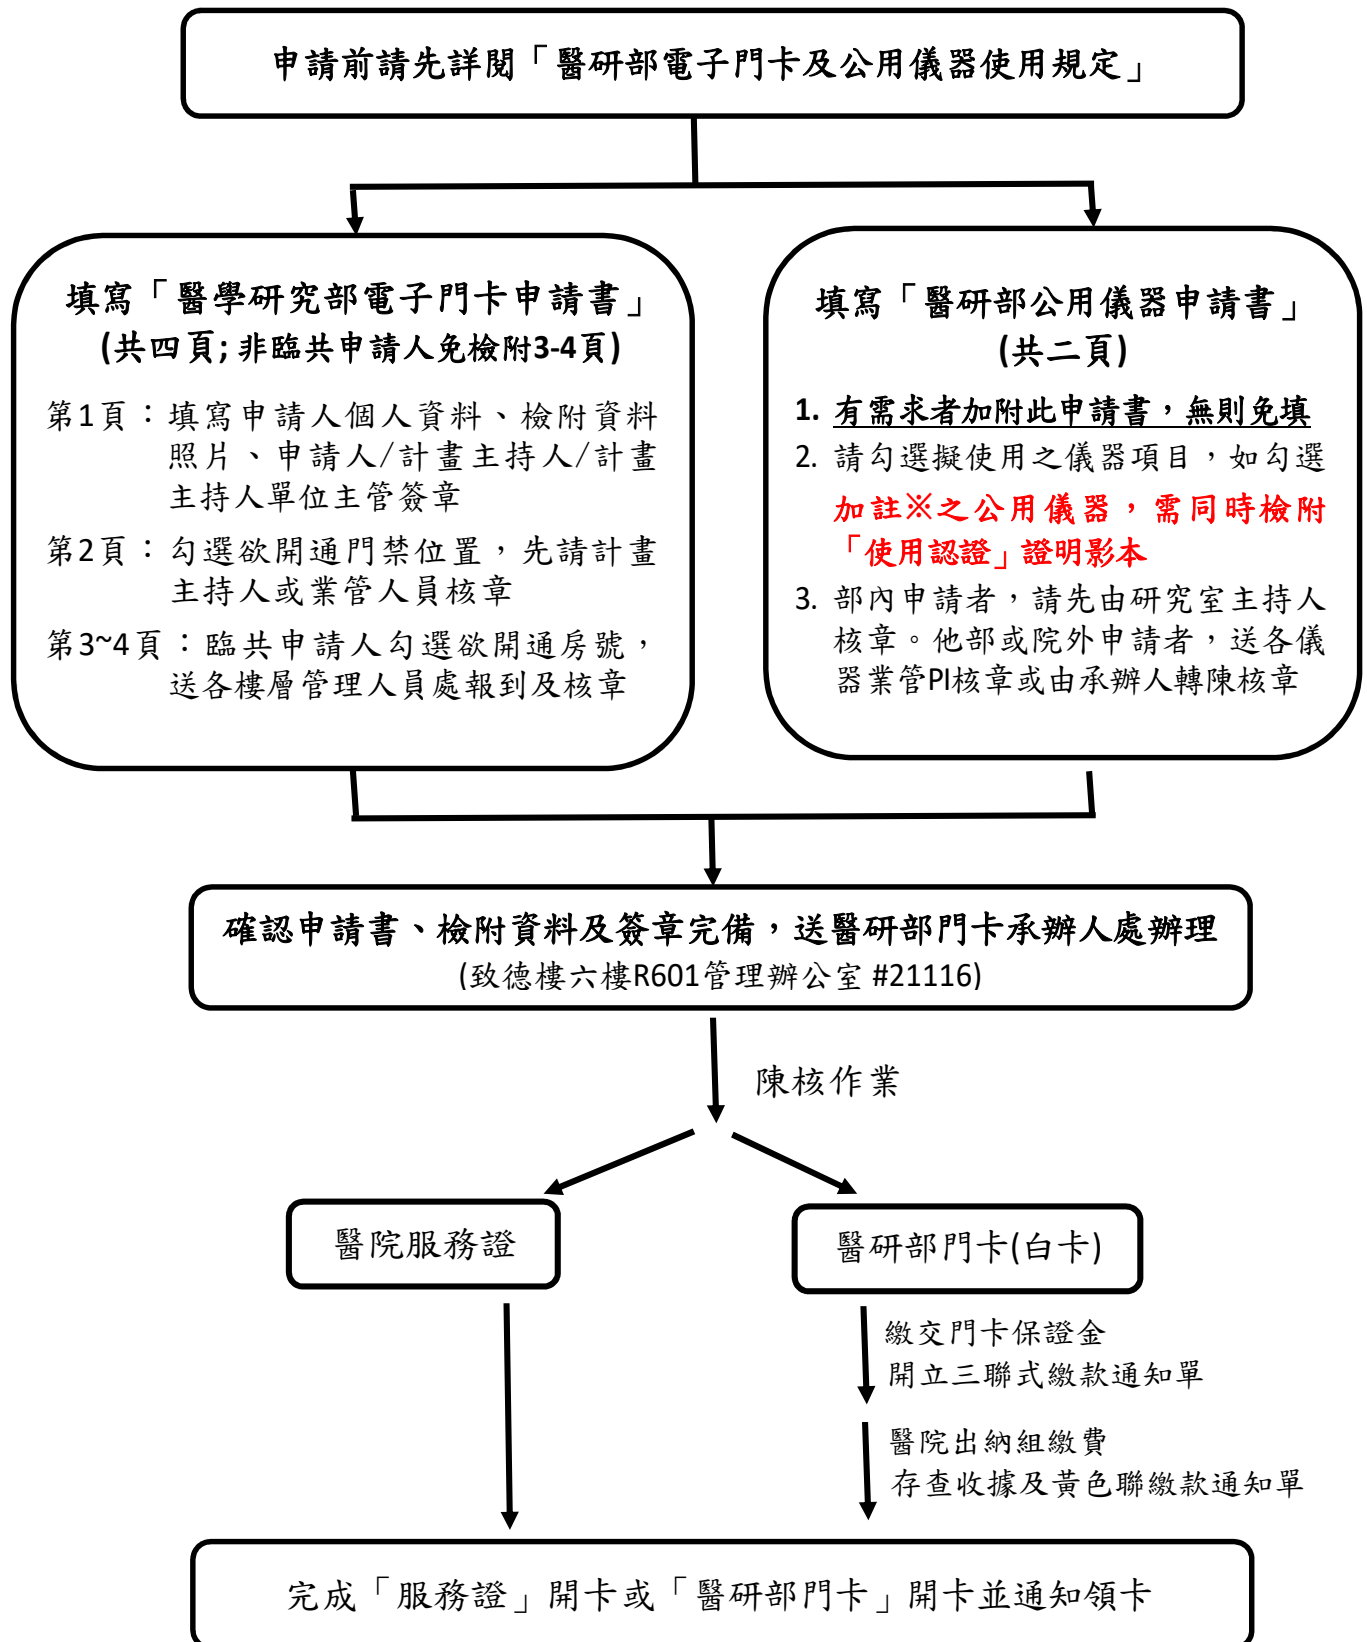 申請前請先詳閱「醫研部電子門卡及公用儀器使用規定」
填寫「醫學研究部電子門卡申請書」
(共四頁; 非臨共申請人免檢附3-4頁)
第1頁：填寫申請人個人資料、檢附資料
照片、申請人/計畫主持人/計畫
主持人單位主管簽章
第2頁：勾選欲開通門禁位置，先請計畫
主持人或業管人員核章
第3~4頁：臨共申請人勾選欲開通房號，
送各樓層管理人員處報到及核章
填寫「醫研部公用儀器申請書」
(共二頁)
1. 有需求者加附此申請書，無則免填
2. 請勾選擬使用之儀器項目，如勾選
加註※之公用儀器，需同時檢附
「使用認證」證明影本
3. 部內申請者，請先由研究室主持人
核章。他部或院外申請者，送各儀
器業管PI核章或由承辦人轉陳核章
確認申請書、檢附資料及簽章完備，送醫研部門卡承辦人處辦理
(致德樓六樓R601管理辦公室 #21116)
陳核作業
醫院服務證
醫研部門卡(白卡)
繳交門卡保證金
開立三聯式繳款通知單
醫院出納組繳費
存查收據及黃色聯繳款通知單
完成「服務證」開卡或「醫研部門卡」開卡並通知領卡